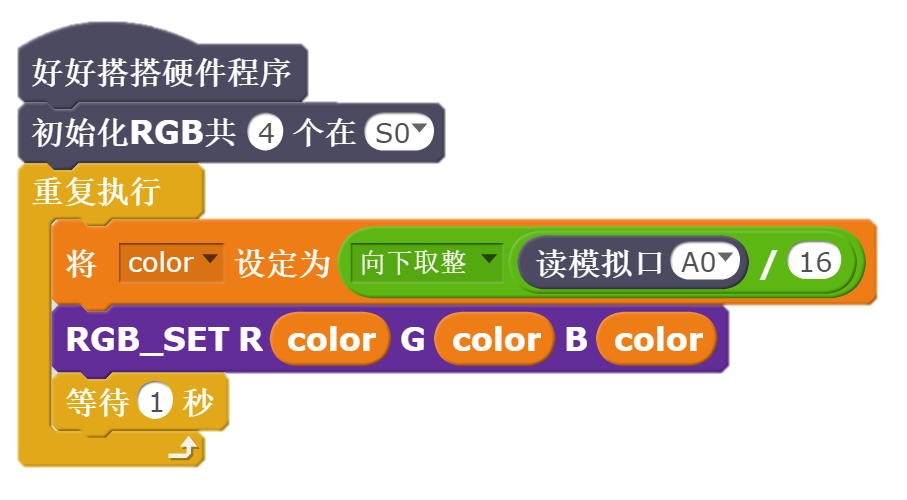 好好搭搭硬件程序
初始化RGB共 4 个在 S0
重复执行
将 color 设定为 向下取整 读模拟口 A0 / 16
RGB_SET R color G color B color
等待 1 秒